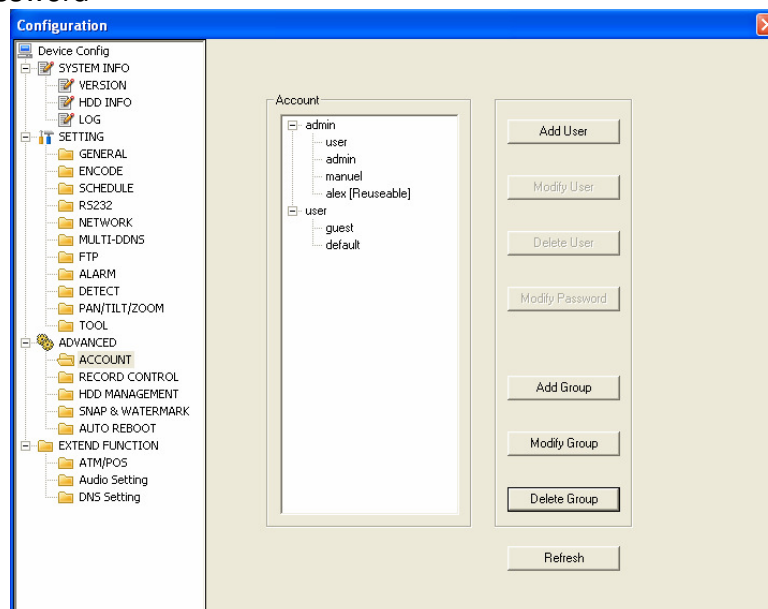 Configuration
Device Config
SYSTEM INFO
VERSION
HDD INFO
LOG
SETTING
GENERAL
ENCODE
SCHEDULE
RS232
NETWORK
MULTI-DDNS
FTP
ALARM
DETECT
PAN/TILT/ZOOM
TOOL
ADVANCED
ACCOUNT
RECORD CONTROL
HDD MANAGEMENT
SNAP & WATERMARK
AUTO REBOOT
EXTEND FUNCTION
ATM/POS
Audio Setting
DNS Setting
Account
admin
user
admin
manuel
alex [Reuseable]
user
guest
default
Add User
Modify User
Delete User
Modify Password
Add Group
Modify Group
Delete Group
Refresh